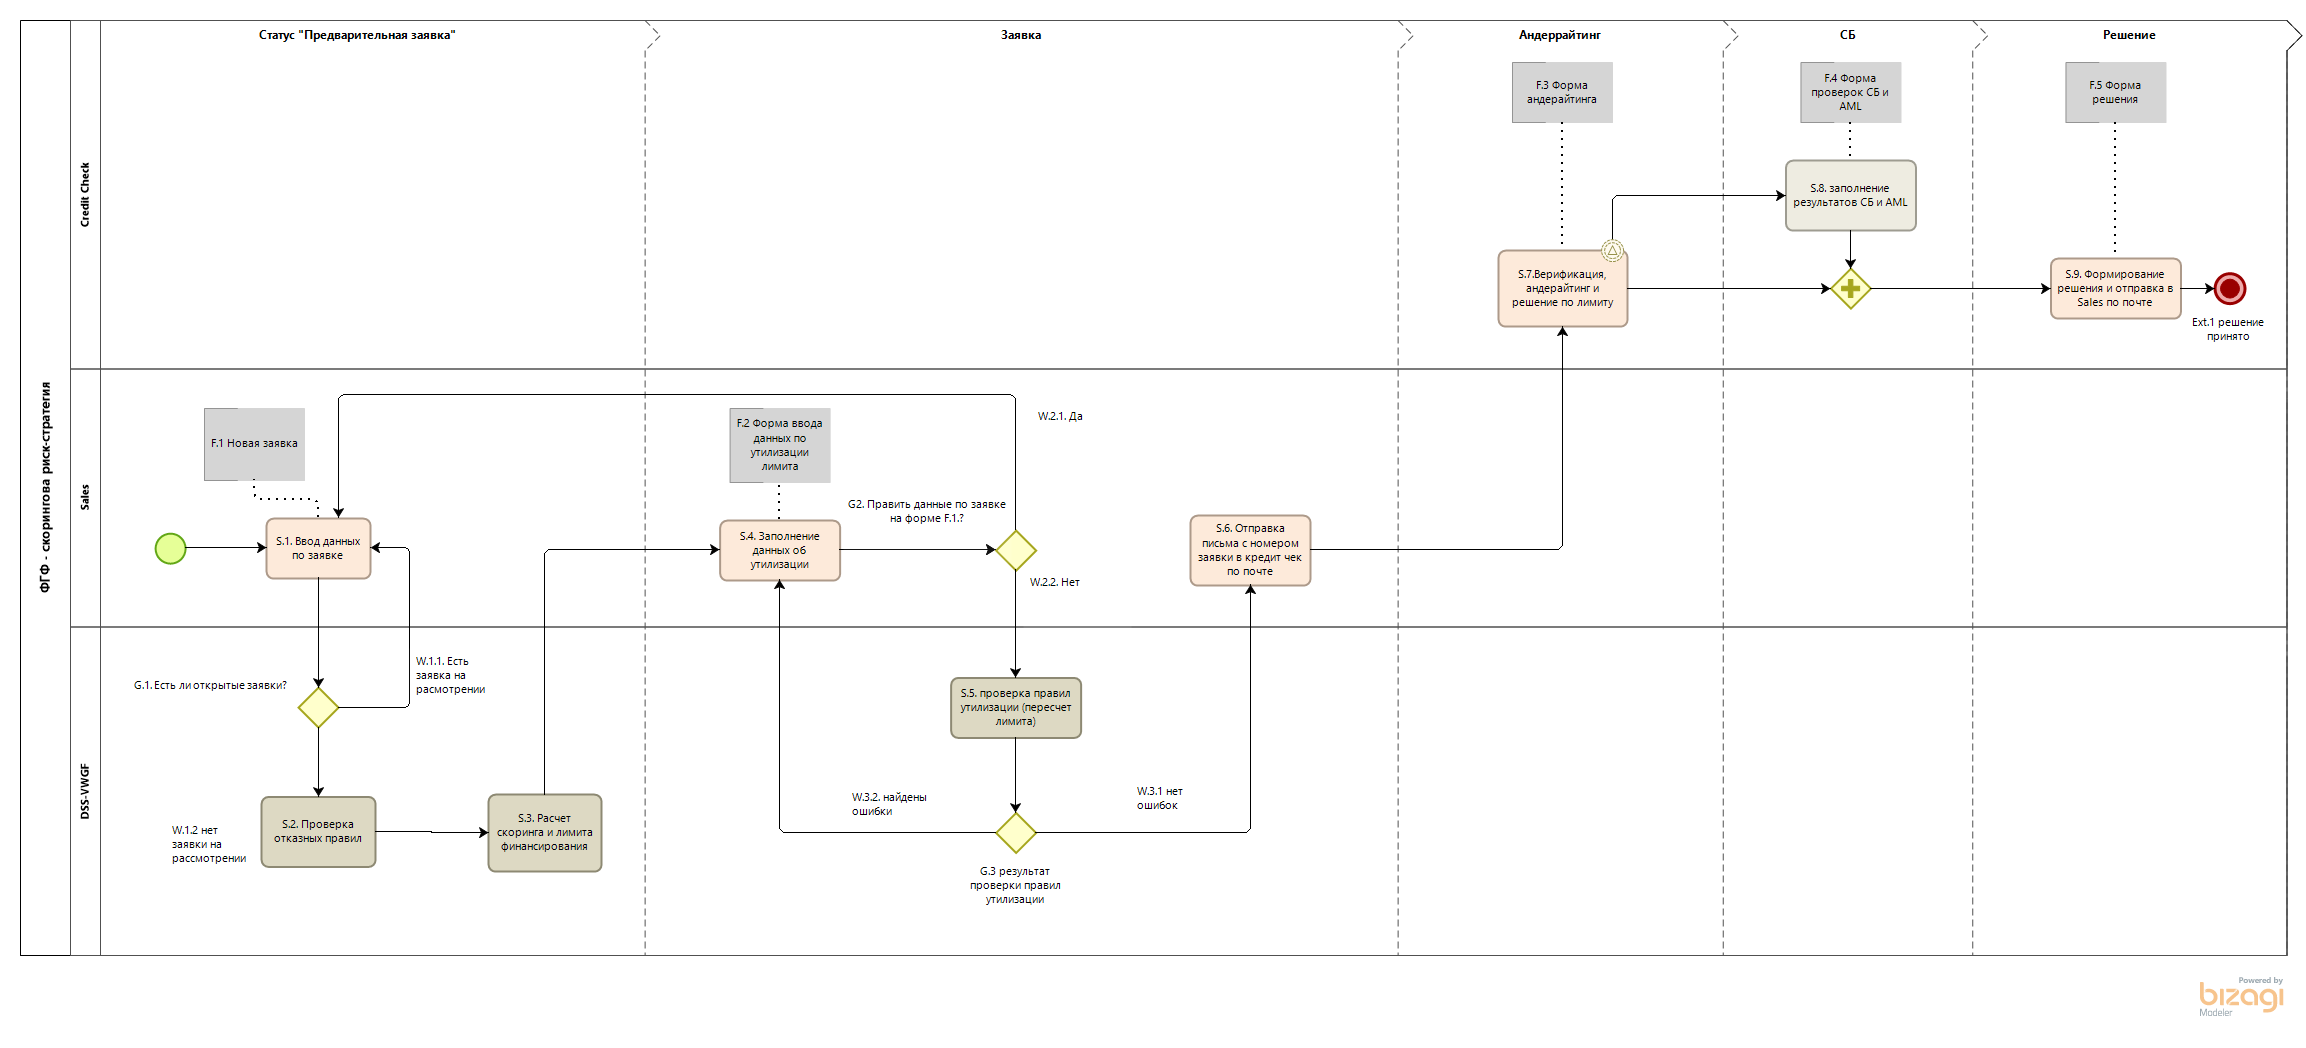 Статус "Предварительная заявка"
Заявка
Андеррайтинг
СБ
Решение
ФГФ - скорингова риск-стратегия
Credit Check
F.3 Форма
андерайтинга
F.4 Форма
проверок СБ и
AML
F.5 Форма
решения
S.8. заполнение
результатов СБ и AML
S.7.Верификация,
андерайтинг и
решение по лимиту
S.9. Формирование
решения и отправка в
Sales по почте
Ext.1 решение
принято
Sales
F.1 Новая заявка
F.2 Форма ввода
данных по
утилизации
лимита
W.2.1. Да
G2. Править данные по заявке
на форме F.1.?
S.1. Ввод данных
по заявке
S.4. Заполнение
данных об
утилизации
W.2.2. Нет
S.6. Отправка
письма с номером
заявки в кредит чек
по почте
DSS-VWGF
G.1. Есть ли открытые заявки?
W.1.1. Есть
заявка на
расмотрении
S.5. проверка правил
утилизации (пересчет
лимита)
W.1.2 нет
заявки на
рассмотрении
S.2. Проверка
отказных правил
S.3. Расчет
скоринга и лимита
финансирования
W.3.2. найдены
ошибки
W.3.1 нет
ошибок
G.3 результат
проверки правил
утилизации
Powered by
bizagi
Modeler